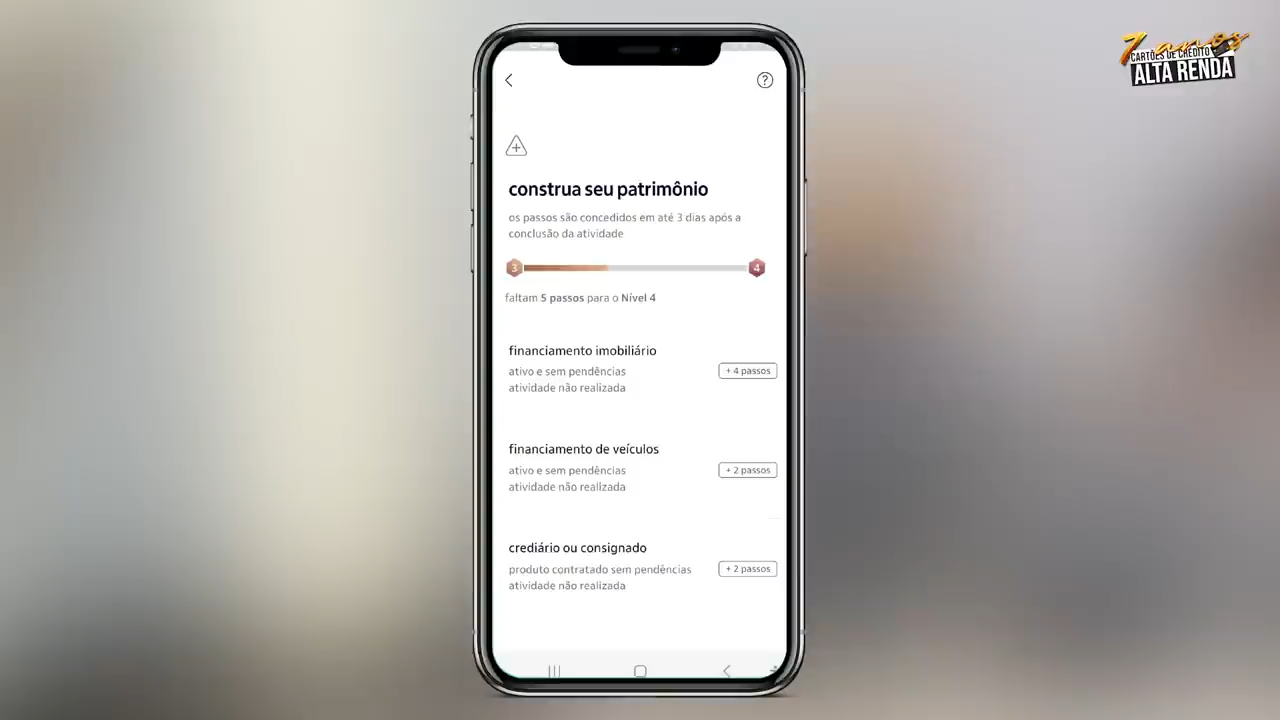 7 anos
CARTÕES DE CRÉDITO
ALTA RENDA
?
construa seu patrimônio
os passos são concedidos em até 3 dias após a
conclusão da atividade
3
4
faltam 5 passos para o Nível 4
financiamento imobiliário
ativo e sem pendências
+ 4 passos
atividade não realizada
financiamento de veículos
ativo e sem pendências
+ 2 passos
atividade não realizada
crediário ou consignado
produto contratado sem pendências
+ 2 passos
atividade não realizada